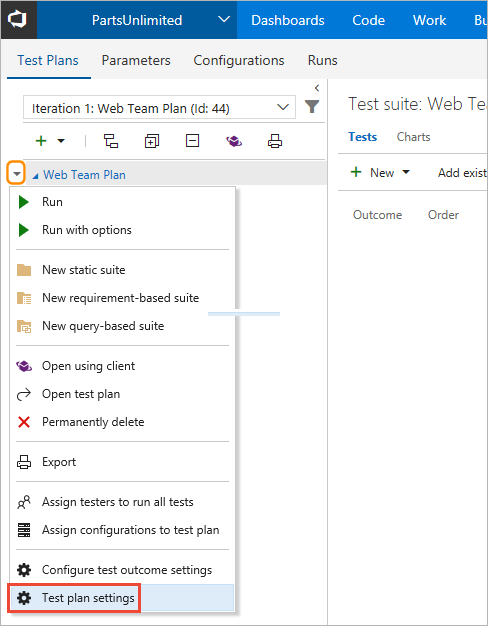 PartsUnlimited Dashboards Code Work Bu
Test Plans Parameters Configurations Runs
Iteration 1: Web Team Plan (Id: 44)
Test suite: Web Te
Tests Charts
New Add exist
Web Team Plan
Outcome Order
Run
Run with options
New static suite
New requirement-based suite
New query-based suite
Open using client
Open test plan
Permanently delete
Export
Assign testers to run all tests
Assign configurations to test plan
Configure test outcome settings
Test plan settings